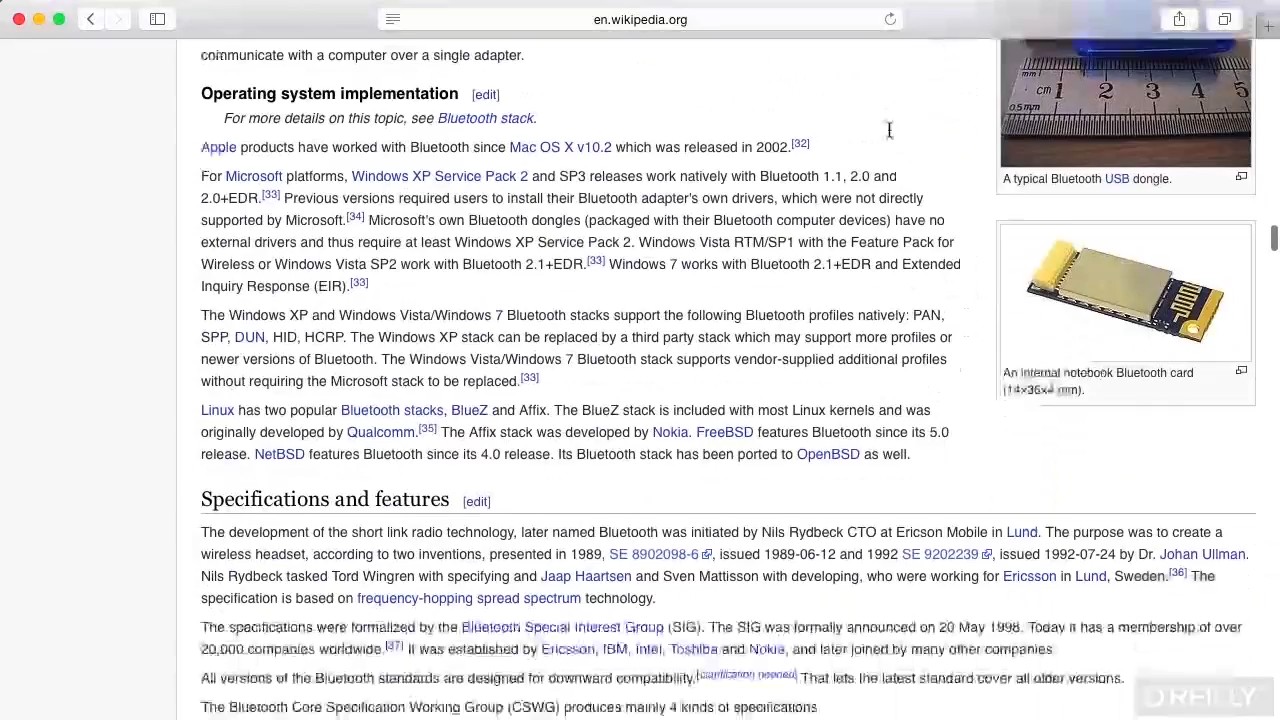 en.wikipedia.org
communicate with a computer over a single adapter.
Operating system implementation [edit]
For more details on this topic, see Bluetooth stack.
Apple products have worked with Bluetooth since Mac OS X v10.2 which was released in 2002.[32]
For Microsoft platforms, Windows XP Service Pack 2 and SP3 releases work natively with Bluetooth 1.1, 2.0 and
2.0+EDR.[33] Previous versions required users to install their Bluetooth adapter's own drivers, which were not directly
supported by Microsoft.[34] Microsoft's own Bluetooth dongles (packaged with their Bluetooth computer devices) have no
external drivers and thus require at least Windows XP Service Pack 2. Windows Vista RTM/SP1 with the Feature Pack for
Wireless or Windows Vista SP2 work with Bluetooth 2.1+EDR.[33] Windows 7 works with Bluetooth 2.1+EDR and Extended
Inquiry Response (EIR).[33]
The Windows XP and Windows Vista/Windows 7 Bluetooth stacks support the following Bluetooth profiles natively: PAN,
SPP, DUN, HID, HCRP. The Windows XP stack can be replaced by a third party stack which may support more profiles or
newer versions of Bluetooth. The Windows Vista/Windows 7 Bluetooth stack supports vendor-supplied additional profiles
without requiring the Microsoft stack to be replaced.[33]
Linux has two popular Bluetooth stacks, BlueZ and Affix. The BlueZ stack is included with most Linux kernels and was
originally developed by Qualcomm.[35] The Affix stack was developed by Nokia. FreeBSD features Bluetooth since its 5.0
release. NetBSD features Bluetooth since its 4.0 release. Its Bluetooth stack has been ported to OpenBSD as well.
mm
cm 1 2 3 4 5
0.5mm
A typical Bluetooth USB dongle.
An internal notebook Bluetooth card
(14×36×4 mm).
Specifications and features [edit]
The development of the short link radio technology, later named Bluetooth was initiated by Nils Rydbeck CTO at Ericson Mobile in Lund. The purpose was to create a
wireless headset, according to two inventions, presented in 1989, SE 8902098-6, issued 1989-06-12 and 1992 SE 9202239, issued 1992-07-24 by Dr. Johan Ullman.
Nils Rydbeck tasked Tord Wingren with specifying and Jaap Haartsen and Sven Mattisson with developing, who were working for Ericsson in Lund, Sweden.[36] The
specification is based on frequency-hopping spread spectrum technology.
The specifications were formalized by the Bluetooth Special Interest Group (SIG). The SIG was formally announced on 20 May 1998. Today it has a membership of over
20,000 companies worldwide.[37] It was established by Ericsson, IBM, Intel, Toshiba and Nokia, and later joined by many other companies
All versions of the Bluetooth standards are designed for downward compatibility.[clarification needed] That lets the latest standard cover all older versions.
The Bluetooth Core Specification Working Group (CSWG) produces mainly 4 kinds of specifications
O'REILLY